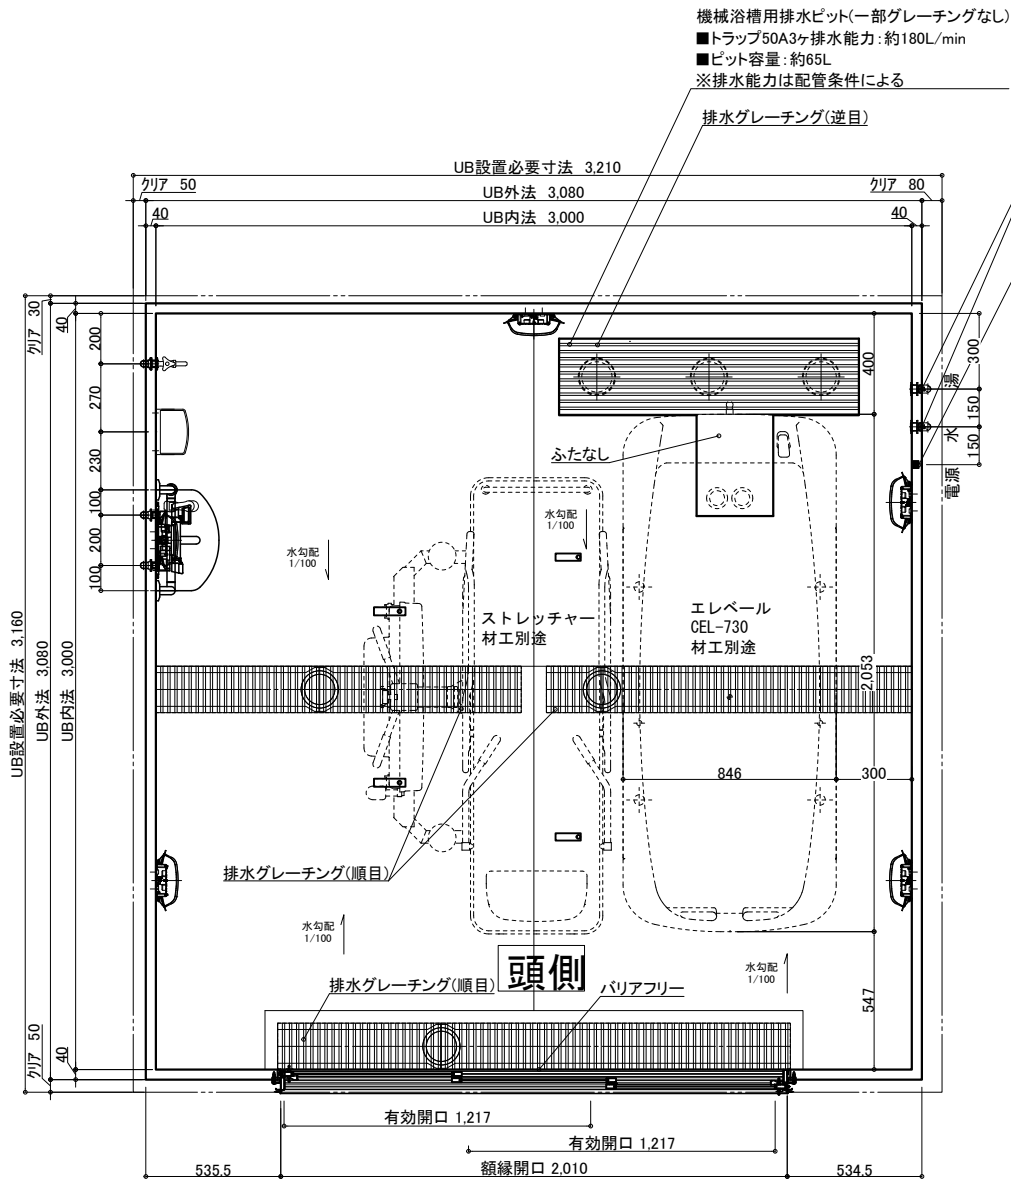 機械浴槽用排水ピット(一部グレーチングなし)
■トラップ50A3ヶ排水能力:約180L/min
■ピット容量:約65L
※排水能力は配管条件による
排水グレーチング(逆目)
UB設置必要寸法 3,210
クリア 50
UB外法 3,080
クリア 80
40
UB内法 3,000
40
クリア 30
40
200
270
230
100
200
100
UB設置必要寸法 3,160
UB外法 3,080
UB内法 3,000
クリア 50
40
400
300
湯
150
水
150
電源
ふたなし
水勾配
1/100
水勾配
1/100
ストレッチャー
材工別途
エレベール
CEL-730
材工別途
2,053
846
300
排水グレーチング(順目)
水勾配
1/100
頭側
水勾配
1/100
547
排水グレーチング(順目)
バリアフリー
有効開口 1,217
有効開口 1,217
535.5
額縁開口 2,010
534.5